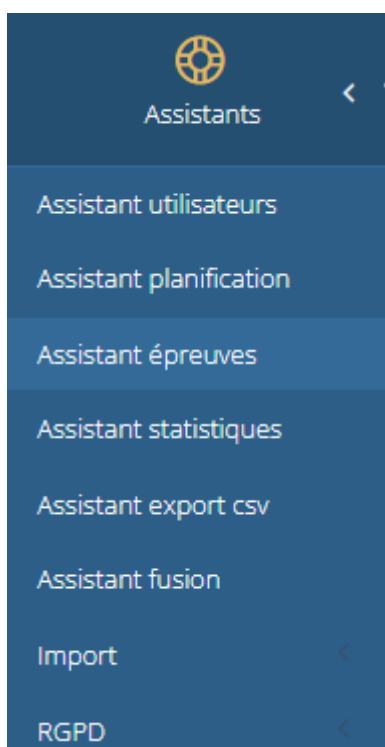 Assistants
Assistant utilisateurs
Assistant planification
Assistant épreuves
Assistant statistiques
Assistant export csv
Assistant fusion
Import
RGPD